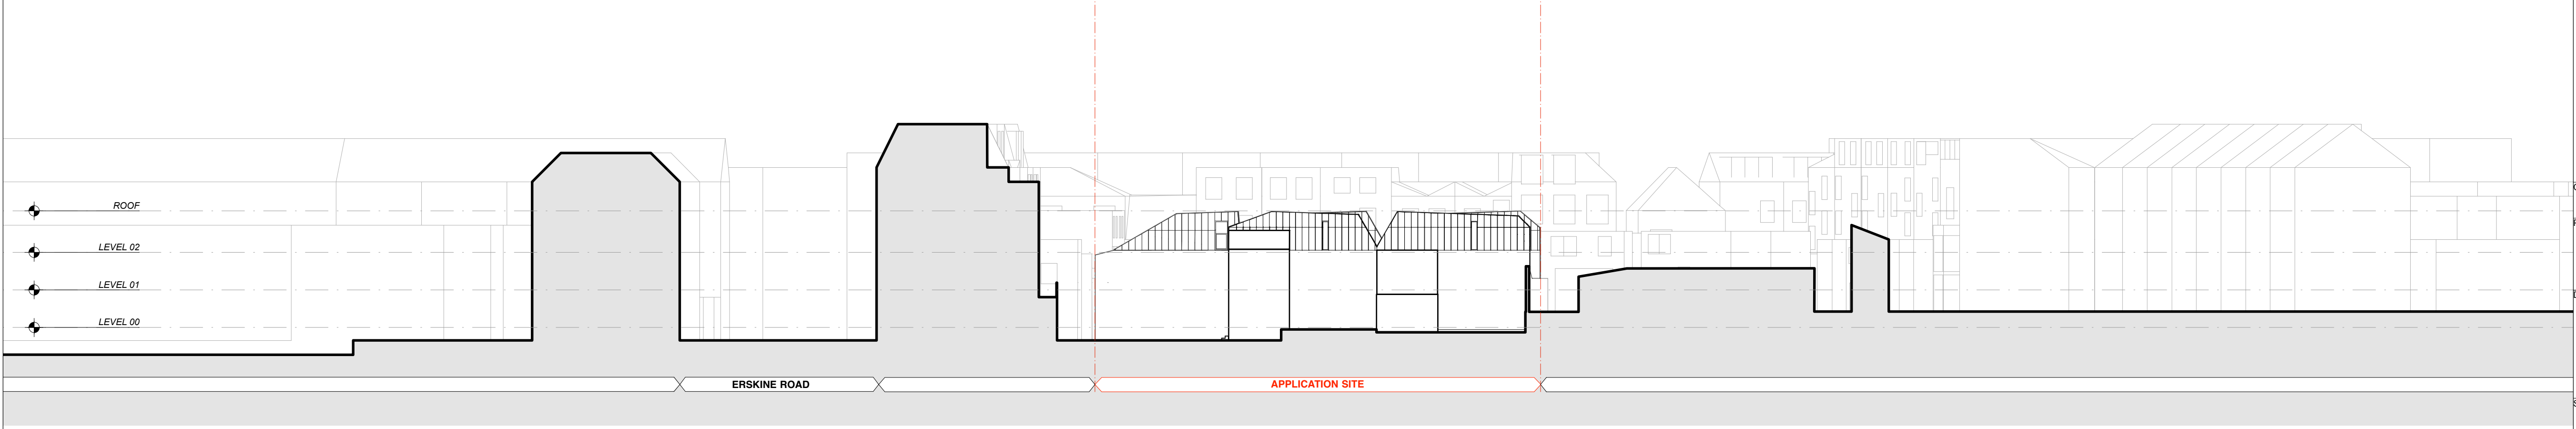 ROOF
LEVEL 02
LEVEL 01
LEVEL 00
ERSKINE ROAD
APPLICATION SITE